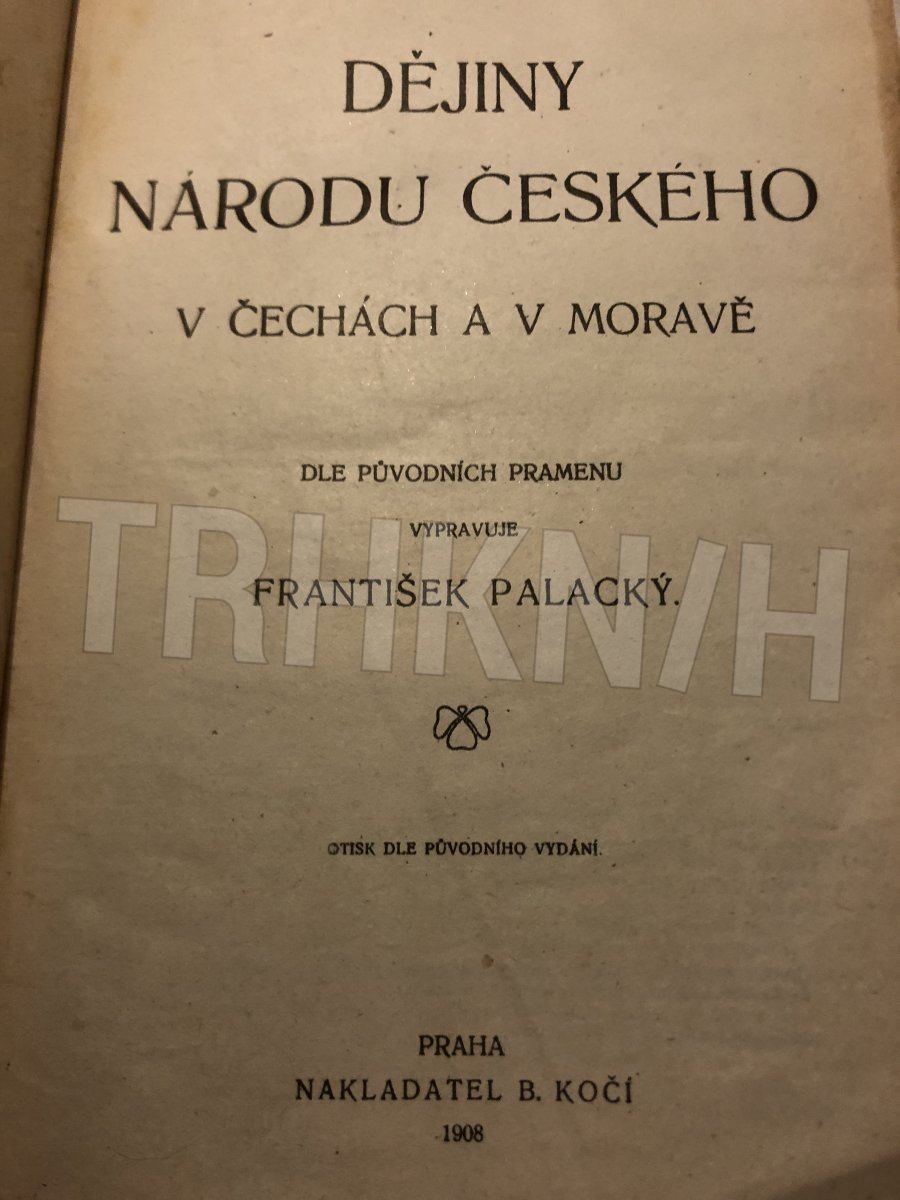 DĚJINY
NÁRODU ČESKÉHO
V ČECHÁCH A V MORAVĚ
DLE PŮVODNÍCH PRAMENU
VYPRAVUJE
FRANTIŠEK PALACKÝ.
TRHKNIH
OTISK DLE PŮVODNÍHO VYDÁNÍ.
PRAHA
NAKLADATEL B. KOČÍ
1908